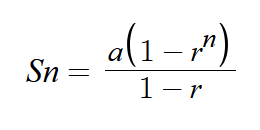 Sn = a(1 − r^n) / (1 − r)